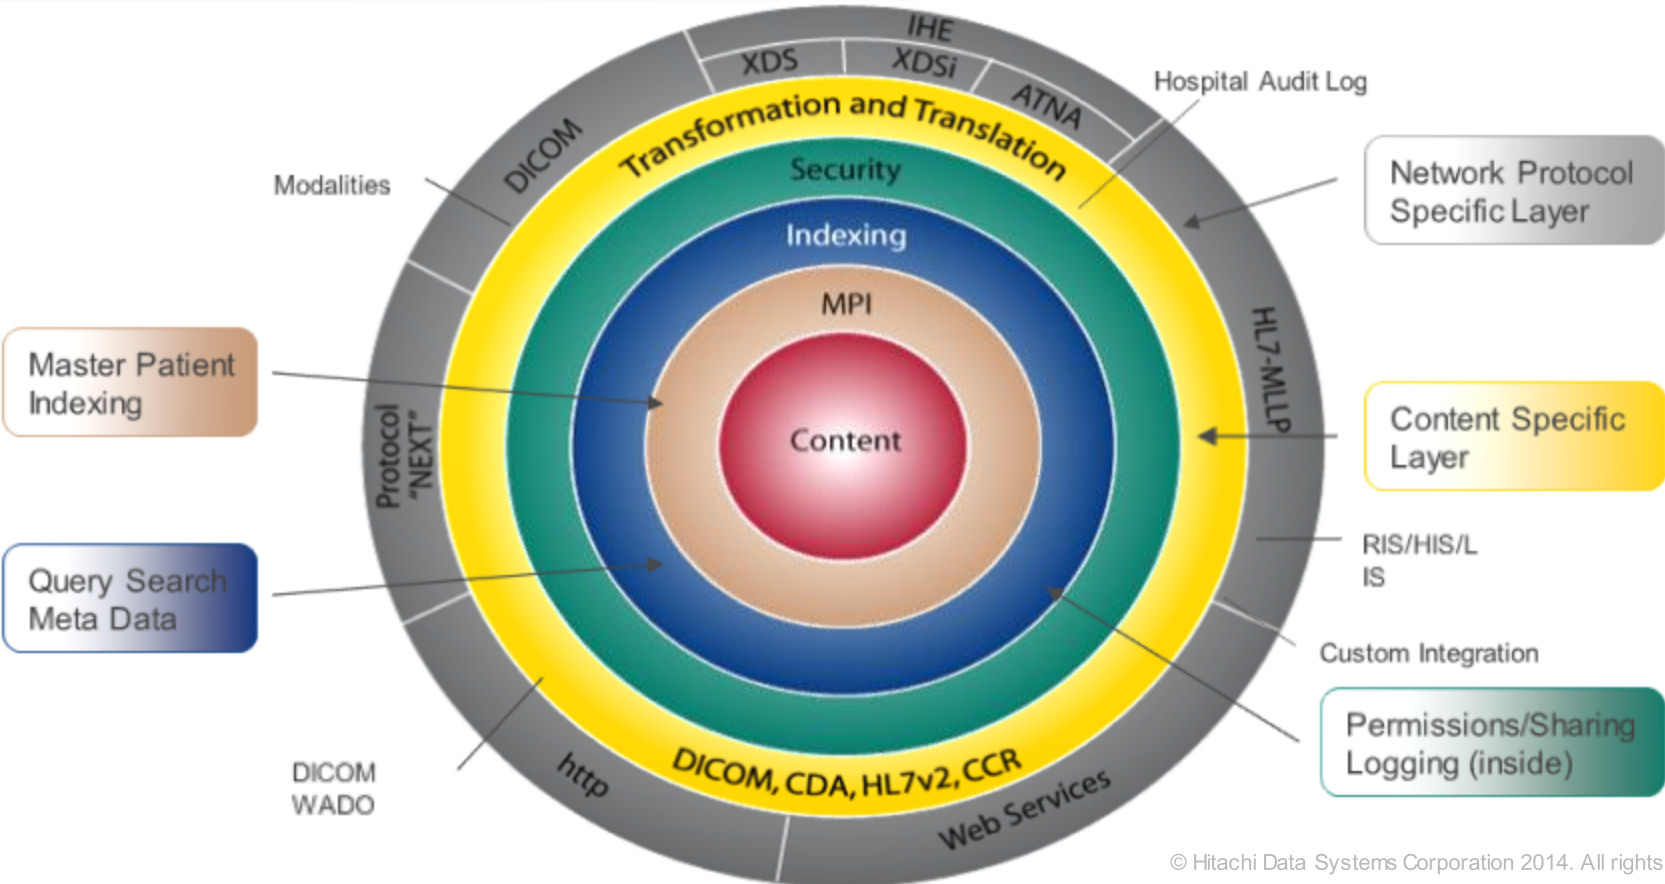 IHE
XDS
XDSi
ATNA
Hospital Audit Log
Transformation and Translation
DICOM
Security
Modalities
Network Protocol
Specific Layer
Indexing
MPI
HL7-MLLP
Master Patient
Indexing
Protocol
“NEXT”
Content
Content Specific
Layer
RIS/HIS/L
IS
Query Search
Meta Data
Custom Integration
Permissions/Sharing
Logging (inside)
DICOM, CDA, HL7v2, CCR
DICOM
WADO
http
Web Services
© Hitachi Data Systems Corporation 2014. All rights